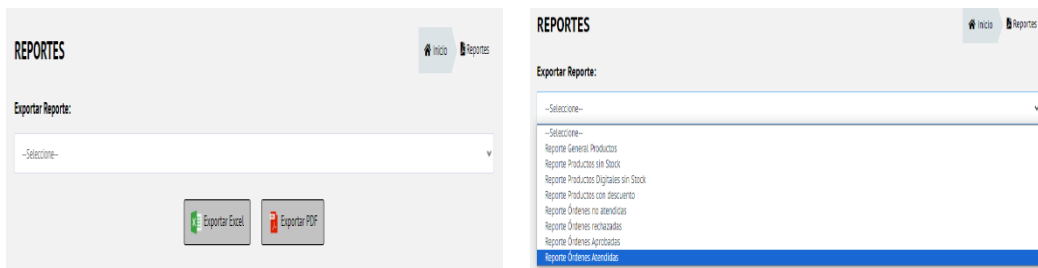 REPORTES
Inicio
Reportes
Exportar Reporte:
--Seleccione--
Exportar Excel
Exportar PDF
REPORTES
Inicio
Reportes
Exportar Reporte:
--Seleccione--
--Seleccione--
Reporte General Productos
Reporte Productos sin Stock
Reporte Productos Digitales sin Stock
Reporte Productos con descuento
Reporte Órdenes no atendidas
Reporte Órdenes rechazadas
Reporte Órdenes Aprobadas
Reporte Órdenes Atendidas